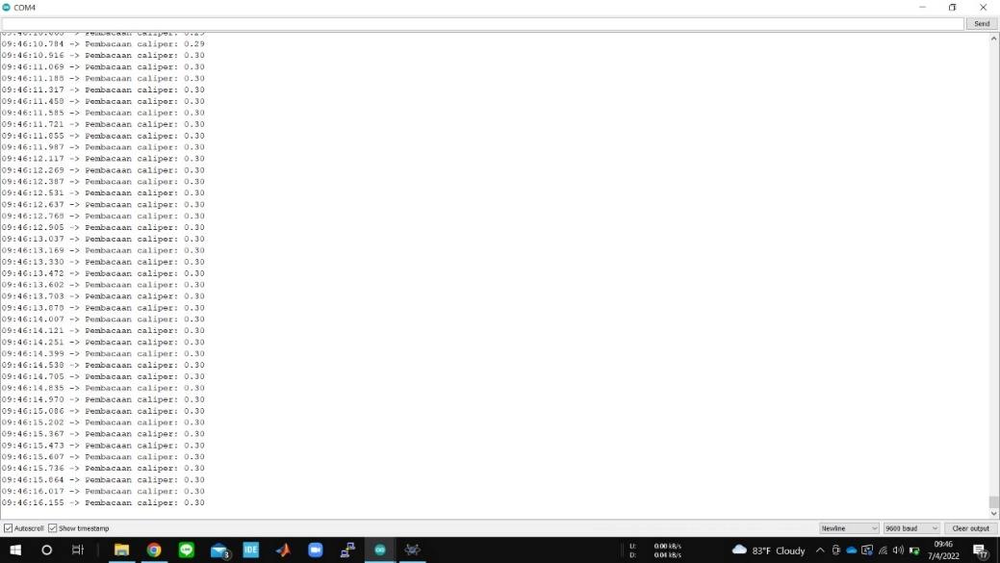 COM4
Send
09:46:10.784 -> Pembacaan caliper: 0.29
09:46:10.916 -> Pembacaan caliper: 0.30
09:46:11.069 -> Pembacaan caliper: 0.30
09:46:11.188 -> Pembacaan caliper: 0.30
09:46:11.317 -> Pembacaan caliper: 0.30
09:46:11.458 -> Pembacaan caliper: 0.30
09:46:11.585 -> Pembacaan caliper: 0.30
09:46:11.721 -> Pembacaan caliper: 0.30
09:46:11.855 -> Pembacaan caliper: 0.30
09:46:11.987 -> Pembacaan caliper: 0.30
09:46:12.117 -> Pembacaan caliper: 0.30
09:46:12.269 -> Pembacaan caliper: 0.30
09:46:12.387 -> Pembacaan caliper: 0.30
09:46:12.531 -> Pembacaan caliper: 0.30
09:46:12.637 -> Pembacaan caliper: 0.30
09:46:12.768 -> Pembacaan caliper: 0.30
09:46:12.905 -> Pembacaan caliper: 0.30
09:46:13.037 -> Pembacaan caliper: 0.30
09:46:13.169 -> Pembacaan caliper: 0.30
09:46:13.330 -> Pembacaan caliper: 0.30
09:46:13.472 -> Pembacaan caliper: 0.30
09:46:13.602 -> Pembacaan caliper: 0.30
09:46:13.703 -> Pembacaan caliper: 0.30
09:46:13.878 -> Pembacaan caliper: 0.30
09:46:14.007 -> Pembacaan caliper: 0.30
09:46:14.121 -> Pembacaan caliper: 0.30
09:46:14.251 -> Pembacaan caliper: 0.30
09:46:14.399 -> Pembacaan caliper: 0.30
09:46:14.538 -> Pembacaan caliper: 0.30
09:46:14.705 -> Pembacaan caliper: 0.30
09:46:14.835 -> Pembacaan caliper: 0.30
09:46:14.970 -> Pembacaan caliper: 0.30
09:46:15.086 -> Pembacaan caliper: 0.30
09:46:15.202 -> Pembacaan caliper: 0.30
09:46:15.367 -> Pembacaan caliper: 0.30
09:46:15.473 -> Pembacaan caliper: 0.30
09:46:15.607 -> Pembacaan caliper: 0.30
09:46:15.736 -> Pembacaan caliper: 0.30
09:46:15.864 -> Pembacaan caliper: 0.30
09:46:16.017 -> Pembacaan caliper: 0.30
09:46:16.155 -> Pembacaan caliper: 0.30
Autoscroll Show timestamp Newline 9600 baud Clear output
3 IDE
U: 0.00 kB/s
D: 0.04 kB/s
83°F Cloudy
09:46
7/4/2022
17